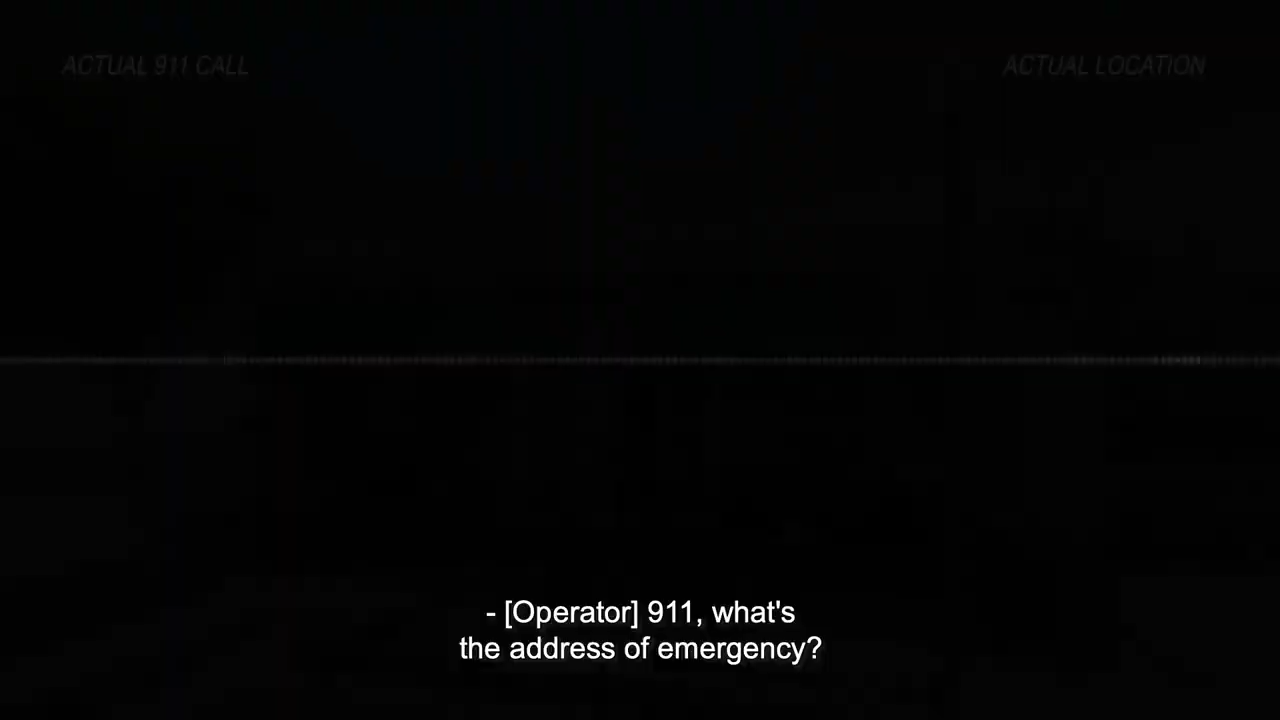 ACTUAL 911 CALL
ACTUAL LOCATION
- [Operator] 911, what's
the address of emergency?